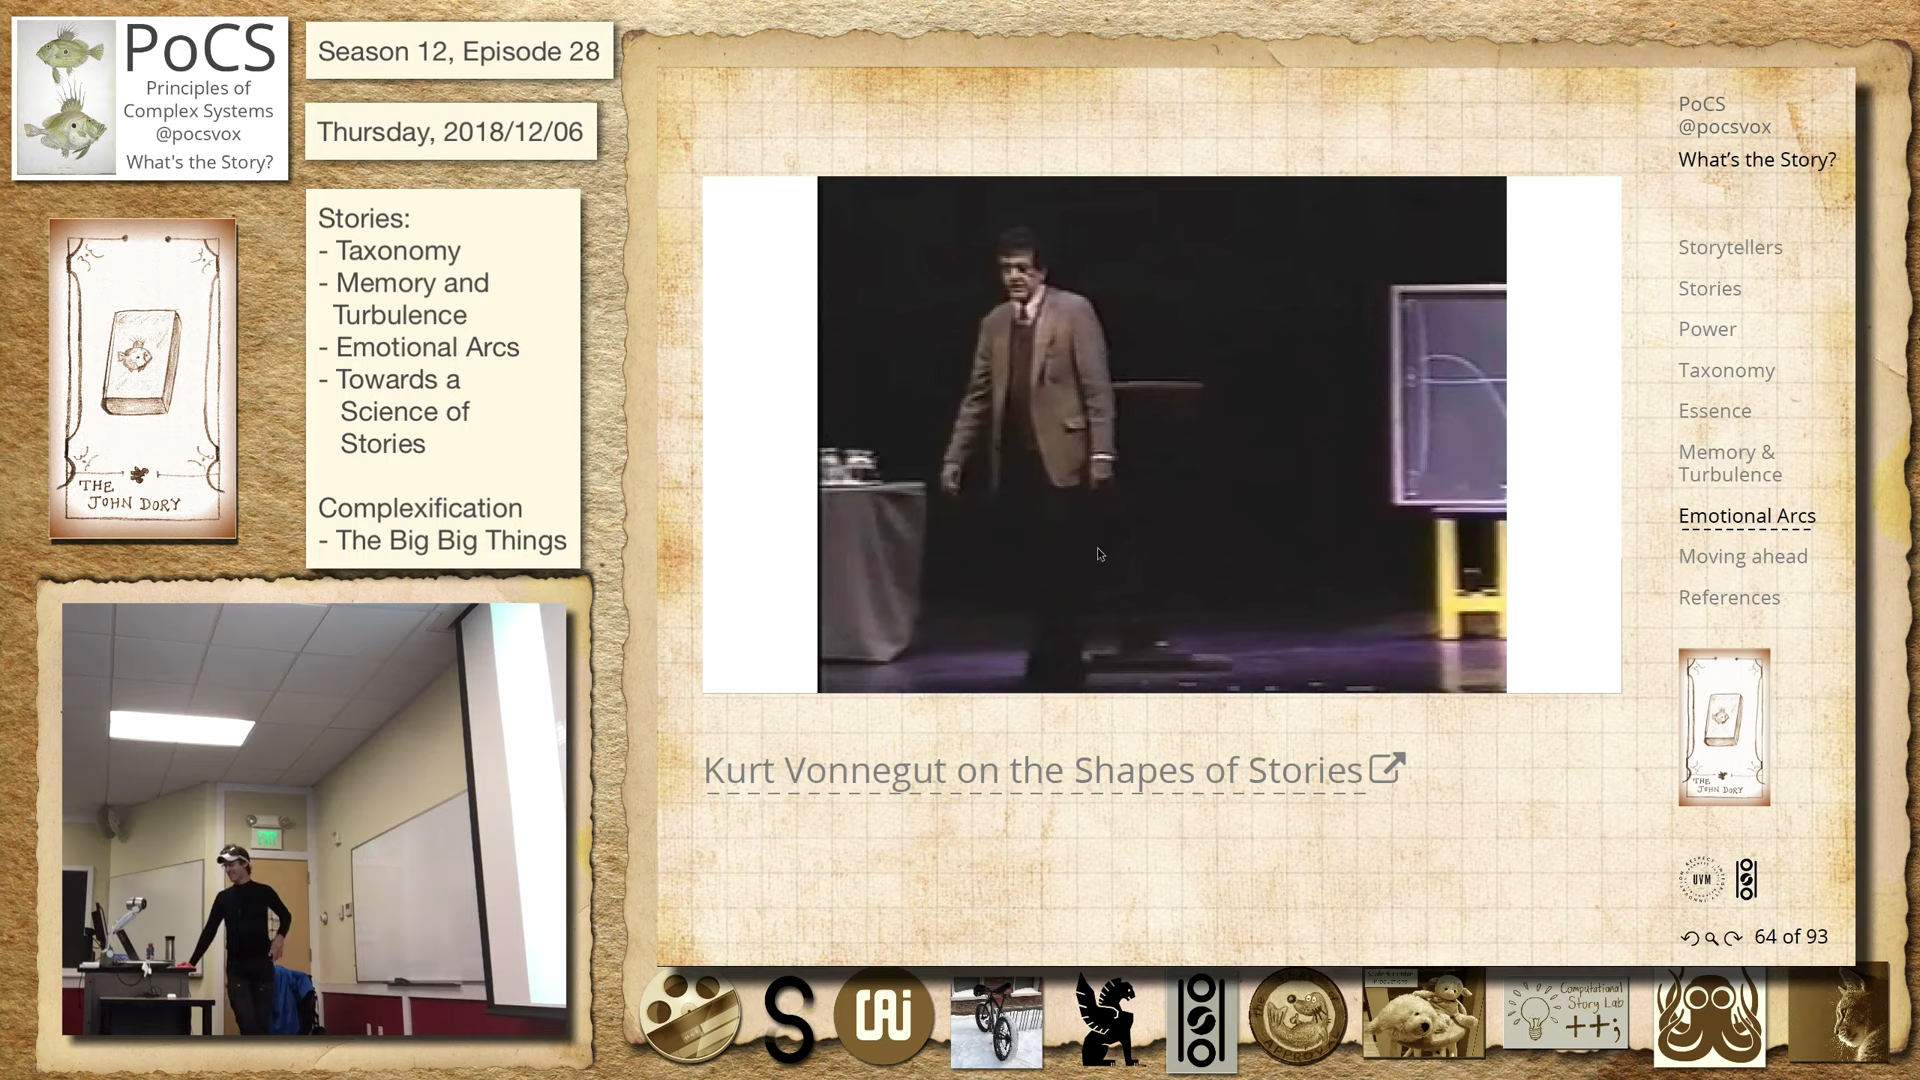 PoCS
Principles of
Complex Systems
@pocsvox
What's the Story?
Season 12, Episode 28
Thursday, 2018/12/06
Stories:
- Taxonomy
- Memory and
Turbulence
- Emotional Arcs
- Towards a
Science of
Stories
Complexification
- The Big Big Things
THE
JOHN DORY
PoCS
@pocsvox
What's the Story?
Storytellers
Stories
Power
Taxonomy
Essence
Memory &
Turbulence
Emotional Arcs
Moving ahead
References
THE
JOHN DORY
UVM
64 of 93
Kurt Vonnegut on the Shapes of Stories
Computational
Story Lab
++;